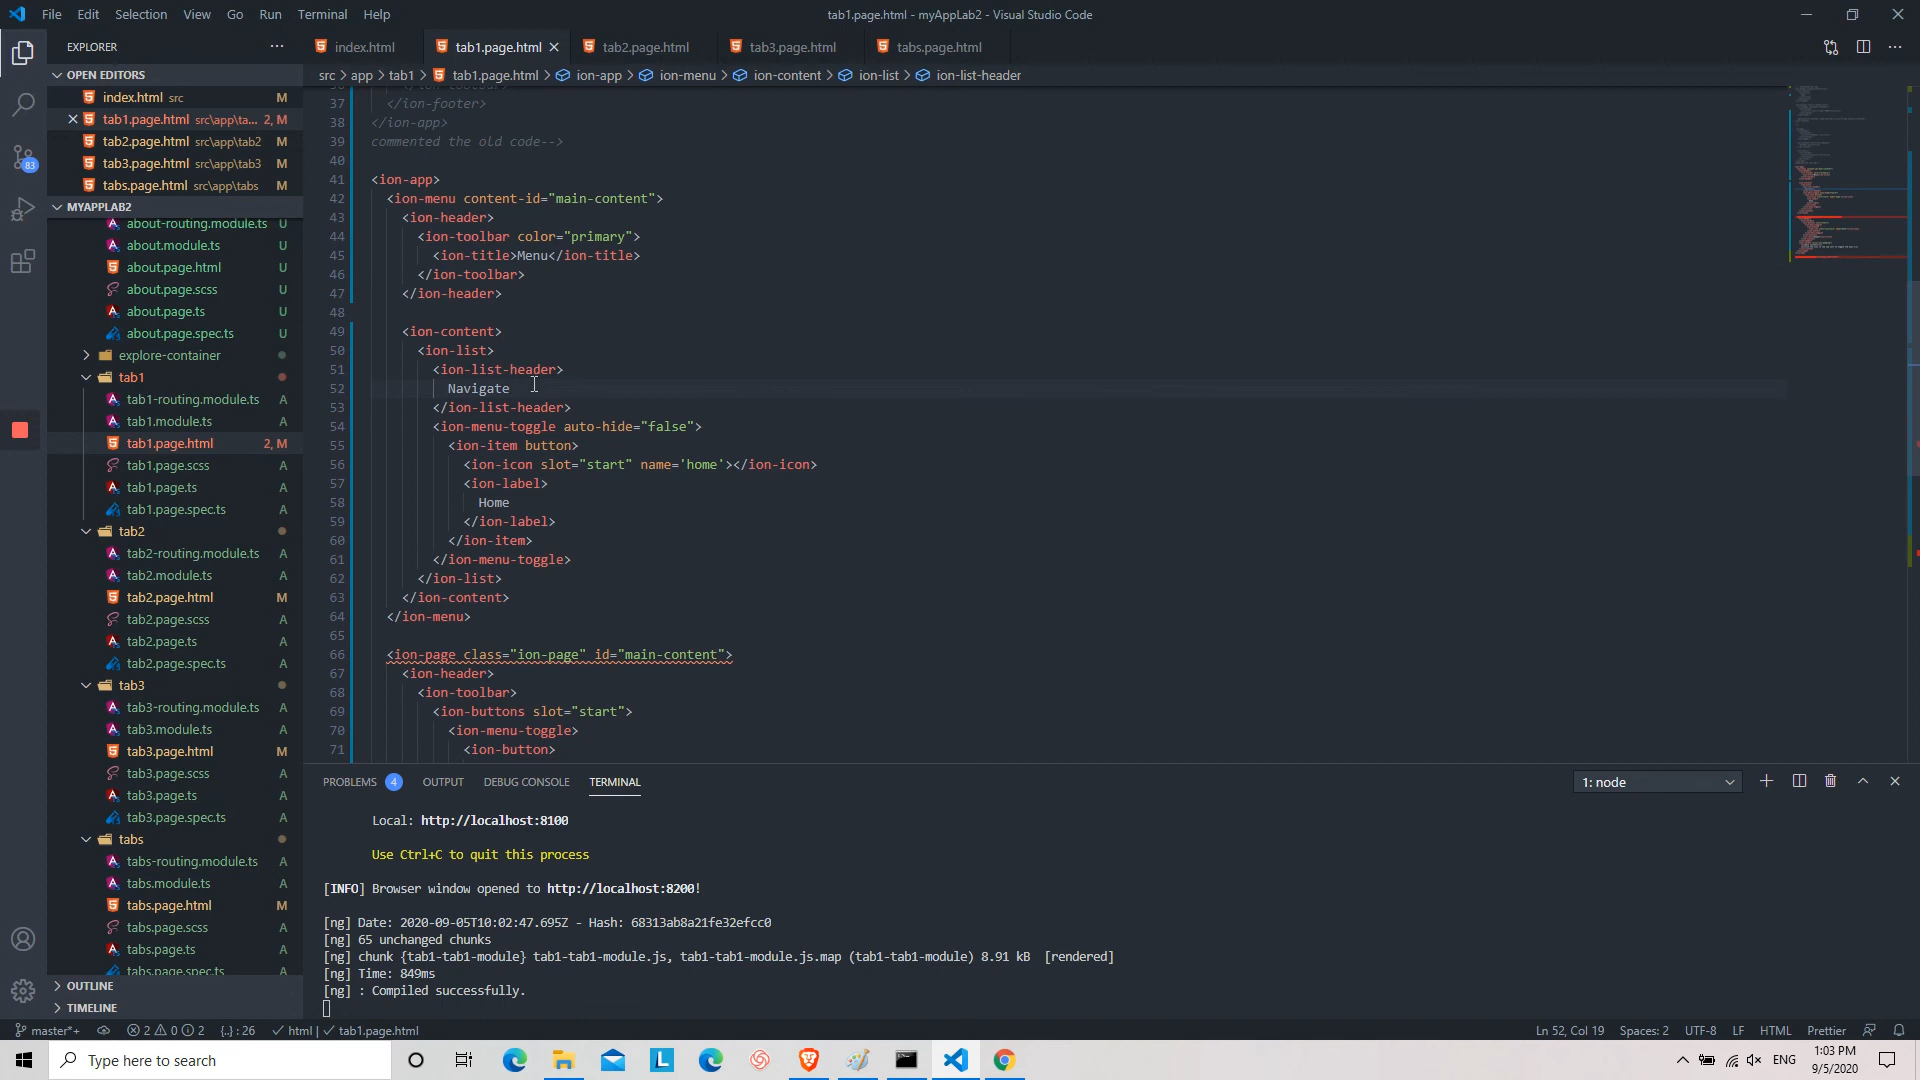 File Edit Selection View Go Run Terminal Help
tab1.page.html - myAppLab2 - Visual Studio Code
EXPLORER
index.html
tab1.page.html
tab2.page.html
tab3.page.html
tabs.page.html
OPEN EDITORS
src > app > tab1 > tab1.page.html > ion-app > ion-menu > ion-content > ion-list > ion-list-header
index.html src M
tab1.page.html src\app\ta... 2, M
tab2.page.html src\app\tab2 M
tab3.page.html src\app\tab3 M
tabs.page.html src\app\tabs M
MYAPPLAB2
about-routing.module.ts U
about.module.ts U
about.page.html U
about.page.scss U
about.page.ts U
about.page.spec.ts U
explore-container
tab1
tab1-routing.module.ts A
tab1.module.ts A
tab1.page.html 2, M
tab1.page.scss A
tab1.page.ts A
tab1.page.spec.ts A
tab2
tab2-routing.module.ts A
tab2.module.ts A
tab2.page.html M
tab2.page.scss A
tab2.page.ts A
tab2.page.spec.ts A
tab3
tab3-routing.module.ts A
tab3.module.ts A
tab3.page.html M
tab3.page.scss A
tab3.page.ts A
tab3.page.spec.ts A
tabs
tabs-routing.module.ts A
tabs.module.ts A
tabs.page.html M
tabs.page.scss A
tabs.page.ts A
tabs.page.spec.ts A
OUTLINE
TIMELINE
83
36 </ion-toolbar>
37 </ion-footer>
38 </ion-app>
39 commented the old code-->
40
41 <ion-app>
42 <ion-menu content-id="main-content">
43 <ion-header>
44 <ion-toolbar color="primary">
45 <ion-title>Menu</ion-title>
46 </ion-toolbar>
47 </ion-header>
48
49 <ion-content>
50 <ion-list>
51 <ion-list-header>
52 Navigate
53 </ion-list-header>
54 <ion-menu-toggle auto-hide="false">
55 <ion-item button>
56 <ion-icon slot="start" name='home'></ion-icon>
57 <ion-label>
58 Home
59 </ion-label>
60 </ion-item>
61 </ion-menu-toggle>
62 </ion-list>
63 </ion-content>
64 </ion-menu>
65
66 <ion-page class="ion-page" id="main-content">
67 <ion-header>
68 <ion-toolbar>
69 <ion-buttons slot="start">
70 <ion-menu-toggle>
71 <ion-button>
PROBLEMS 4 OUTPUT DEBUG CONSOLE TERMINAL
1: node
Local: http://localhost:8100
Use Ctrl+C to quit this process
[INFO] Browser window opened to http://localhost:8200!
[ng] Date: 2020-09-05T10:02:47.695Z - Hash: 68313ab8a21fe32efcc0
[ng] 65 unchanged chunks
[ng] chunk {tab1-tab1-module} tab1-tab1-module.js, tab1-tab1-module.js.map (tab1-tab1-module) 8.91 kB [rendered]
[ng] Time: 849ms
[ng] : Compiled successfully.
master*+ 2 0 2 {..} : 26 html | tab1.page.html
Ln 52, Col 19 Spaces: 2 UTF-8 LF HTML Prettier
Type here to search
L
ENG
1:03 PM
9/5/2020